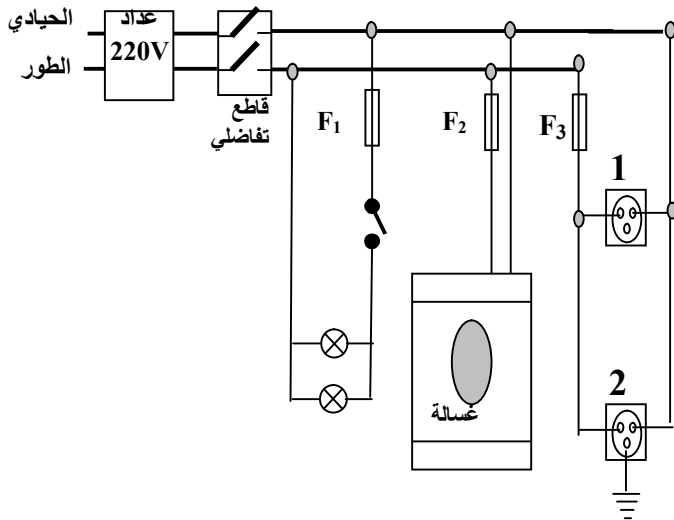 الحيادي
الطور
عداد
220V
قاطع
تفاضلي
F₁
F₂
F₃
1
2
غسالة